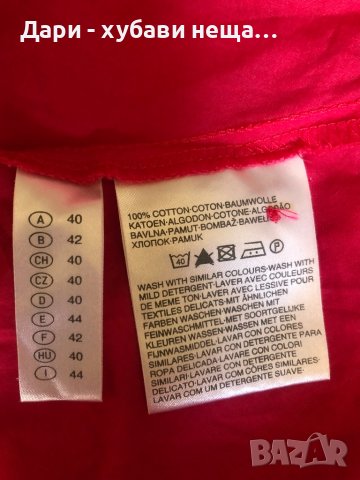 Дари - хубави неща...
A 40
B 42
CH 40
CZ 40
D 40
E 44
F 42
HU 40
I 44
100% COTTON-COTON-BAUMWOLLE
KATOEN-ALGODON-COTONE-ALGODÃO
BAVLNA-PAMUT-BOMBAŽ-BAWEŁNA
ХЛОПОК-PAMUK
40
WASH WITH SIMILAR COLOURS-WASH WITH
MILD DETERGENT-LAVER AVEC COULEURS
DE MEME TON-LAVER AVEC LESSIVE POUR
TEXTILES DELICATS-MIT ÄHNLICHEN
FARBEN WASCHEN-WASCHEN MIT
FEINWASCHMITTEL-MET SOORTGELIJKE
KLEUREN WASSEN-WASSEN MET
FIJNWASMIDDEL-LAVAR CON COLORES
SIMILARES-LAVAR CON DETERGENTE PARA
ROPA DELICADA-LAVARE CON COLORI
SIMILARI-LAVARE CON DETERSIVO
DELICATO-LAVAR COM CORES SIMILARES
LAVAR COM UM DETERGENTE SUAVE.
BAZAR